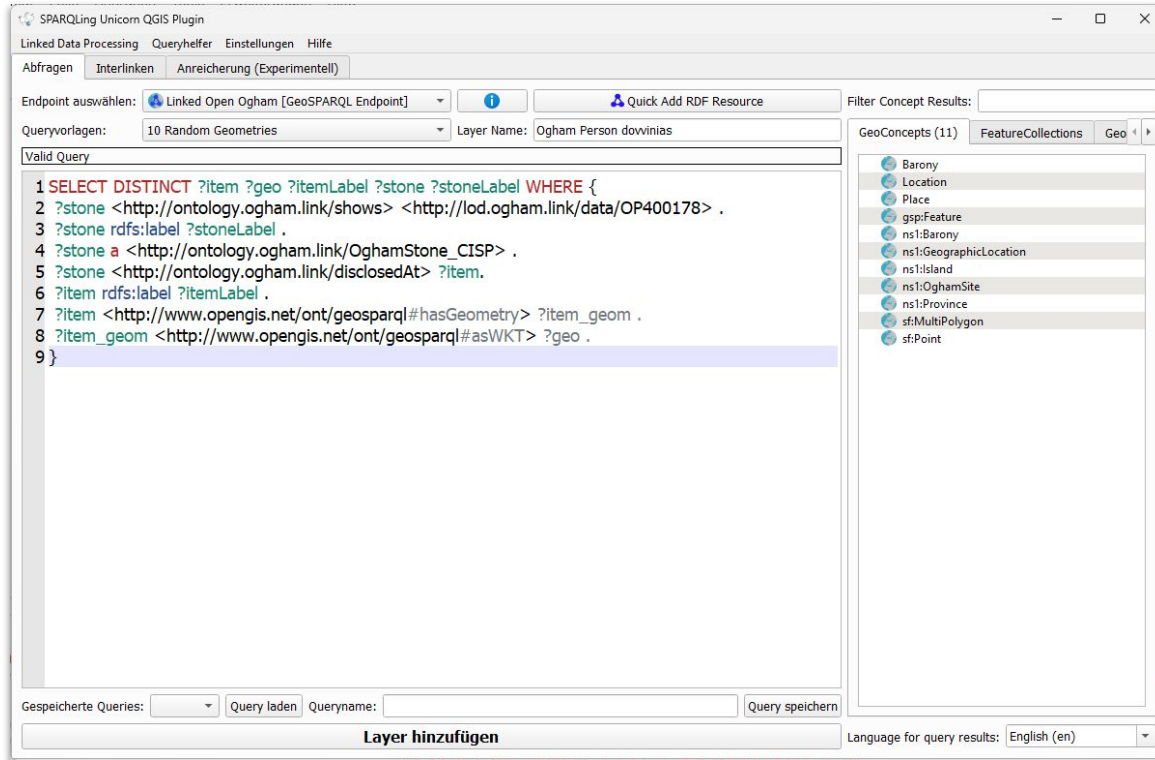 SPARQLing Unicorn QGIS Plugin
Linked Data Processing Queryhelfer Einstellungen Hilfe
Abfragen Interlinken Anreicherung (Experimentell)
Endpoint auswählen: Linked Open Ogham [GeoSPARQL Endpoint] Quick Add RDF Resource Filter Concept Results:
Queryvorlagen: 10 Random Geometries Layer Name: Ogham Person dovvinias GeoConcepts (11) FeatureCollections Geo
Valid Query
1 SELECT DISTINCT ?item ?geo ?itemLabel ?stone ?stoneLabel WHERE {
2 ?stone <http://ontology.ogham.link/shows> <http://lod.ogham.link/data/OP400178> .
3 ?stone rdfs:label ?stoneLabel .
4 ?stone a <http://ontology.ogham.link/OghamStone_CISP> .
5 ?stone <http://ontology.ogham.link/disclosedAt> ?item.
6 ?item rdfs:label ?itemLabel .
7 ?item <http://www.opengis.net/ont/geosparql#hasGeometry> ?item_geom .
8 ?item_geom <http://www.opengis.net/ont/geosparql#asWKT> ?geo .
9 }
Barony
Location
Place
gsp:Feature
ns1:Barony
ns1:GeographicLocation
ns1:Island
ns1:OghamSite
ns1:Province
sf:MultiPolygon
sf:Point
Gespeicherte Queries: Query laden Queryname: Query speichern
Layer hinzufügen
Language for query results: English (en)